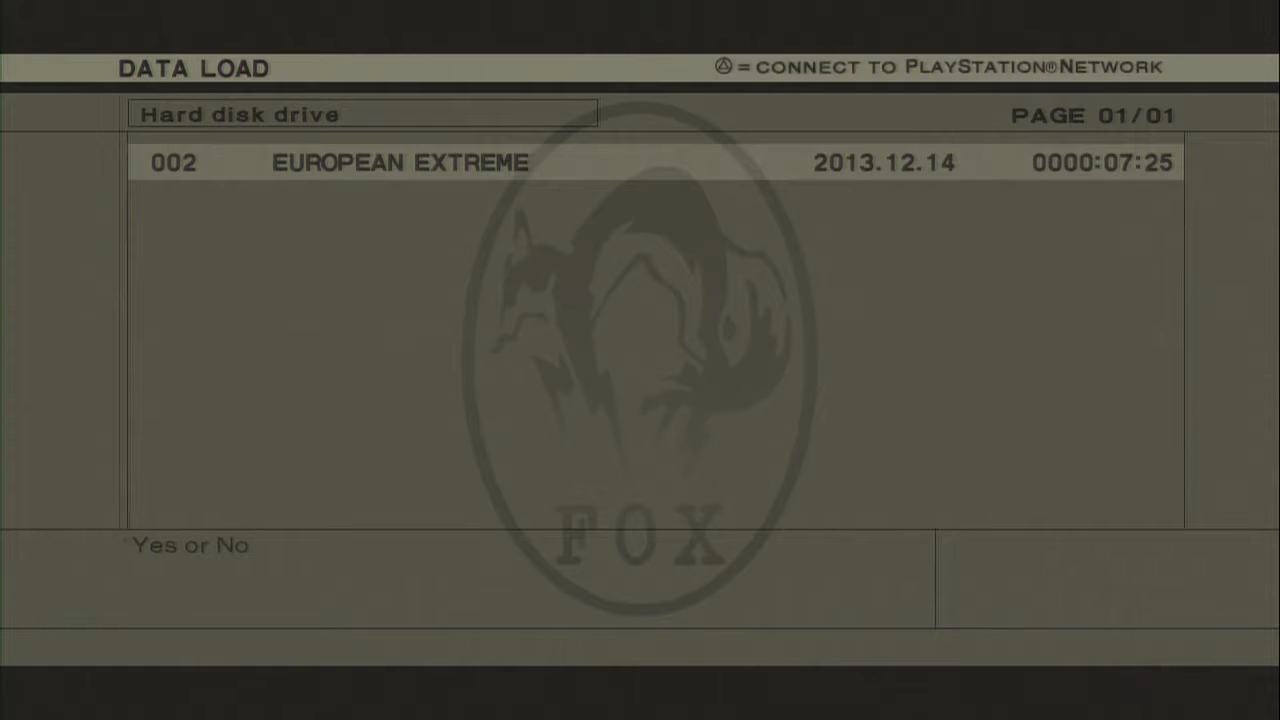 DATA LOAD
Ⓐ = CONNECT TO PLAYSTATION®NETWORK
Hard disk drive
PAGE 01/01
002 EUROPEAN EXTREME 2013.12.14 0000:07:25
Yes or No
FOX